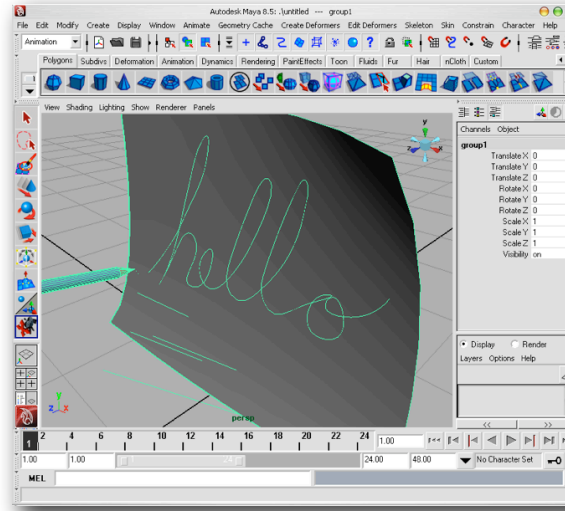 Autodesk Maya 8.5: .\untitled --- group1
File Edit Modify Create Display Window Animate Geometry Cache Create Deformers Edit Deformers Skeleton Skin Constrain Character Help
Animation
Polygons Subdivs Deformation Animation Dynamics Rendering PaintEffects Toon Fluids Fur Hair nCloth Custom
View Shading Lighting Show Renderer Panels
Channels Object
group1
Translate X 0
Translate Y 0
Translate Z 0
Rotate X 0
Rotate Y 0
Rotate Z 0
Scale X 1
Scale Y 1
Scale Z 1
Visibility on
y
z x
hello
Display Render
Layers Options Help
y
z x
persp
<< >>
1 2 4 6 8 10 12 14 16 18 20 22 24 1.00
1.00 1.00 1 24 24.00 48.00 No Character Set
MEL